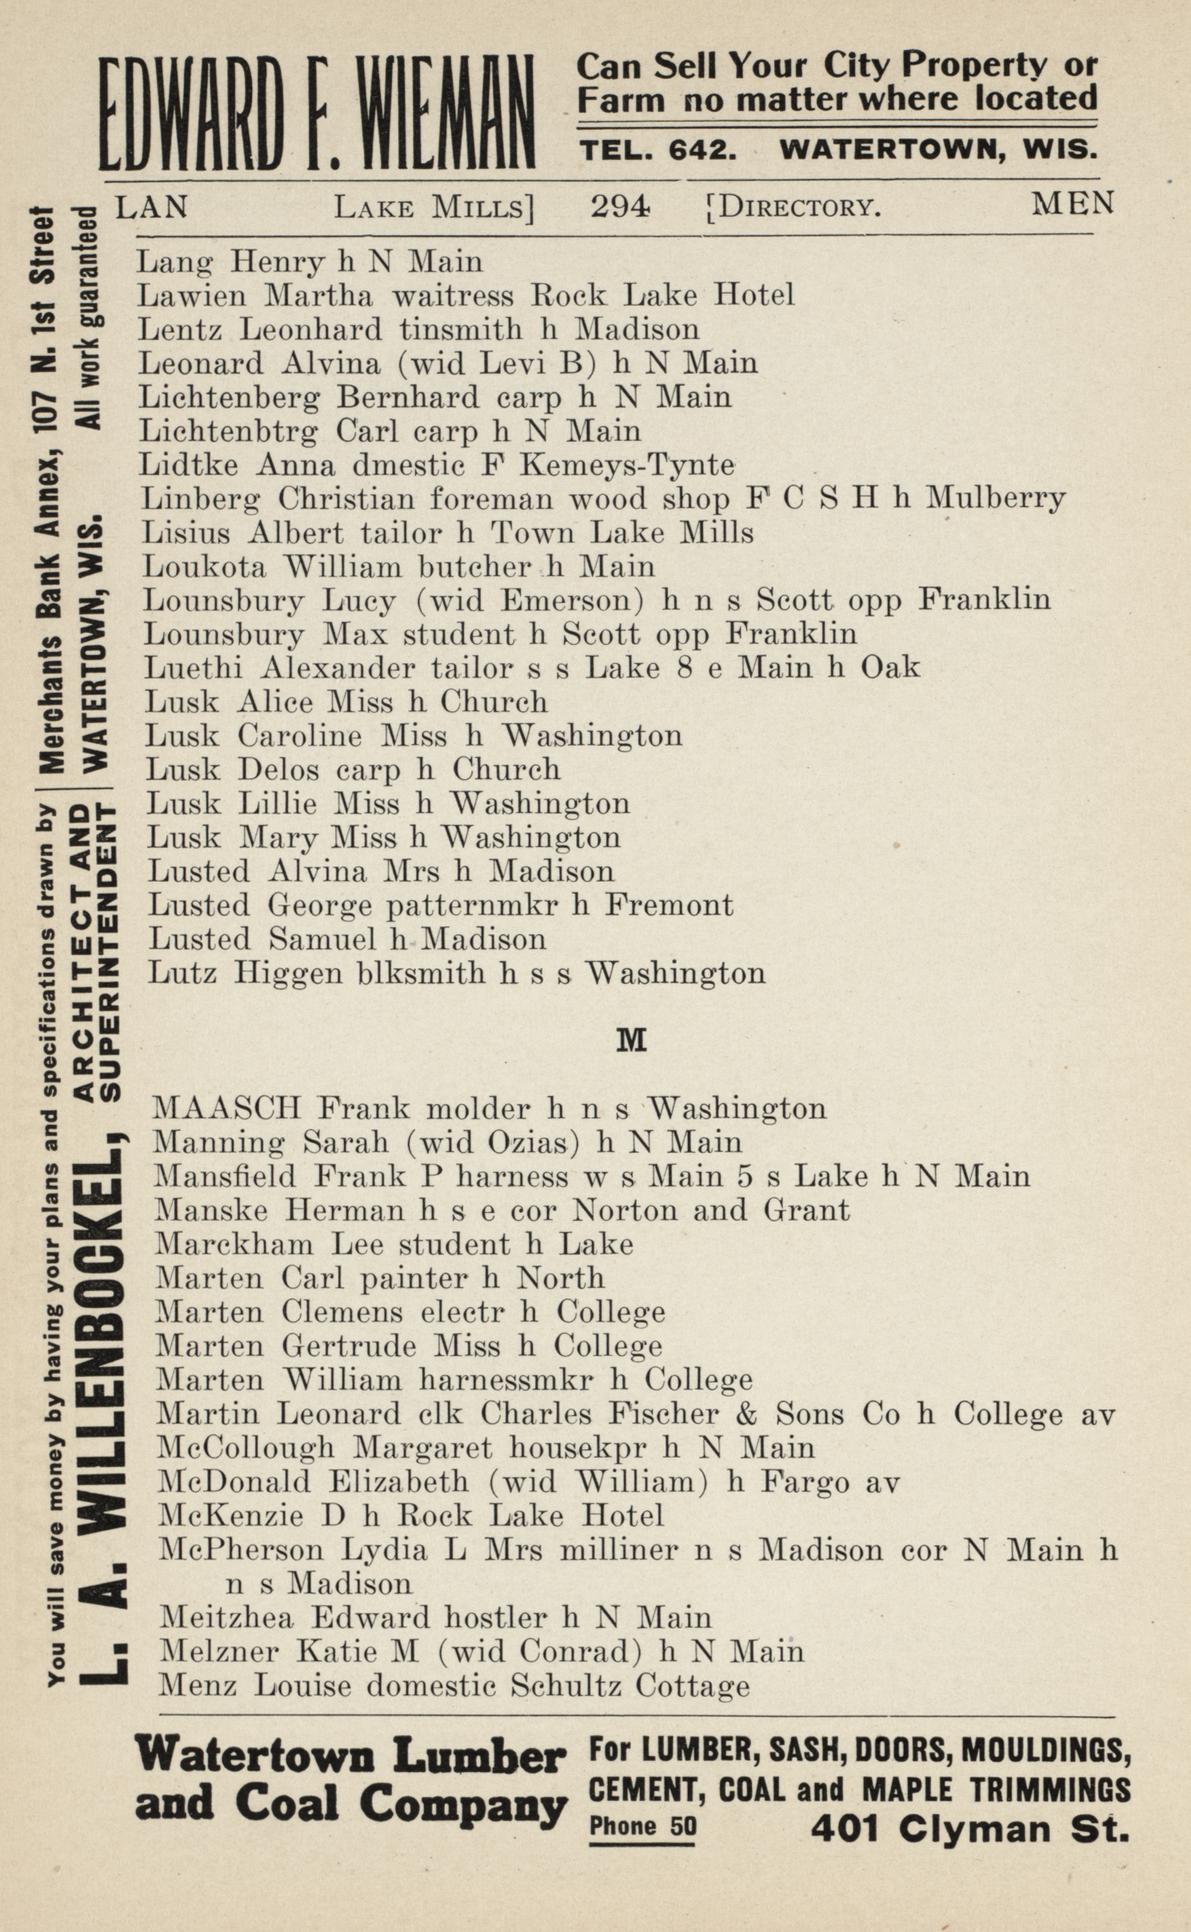 EDWARD F. WIEMAN
Can Sell Your City Property or
Farm no matter where located
TEL. 642. WATERTOWN, WIS.
LAN LAKE MILLS] 294 [DIRECTORY. MEN
Lang Henry h N Main
Lawien Martha waitress Rock Lake Hotel
Lentz Leonhard tinsmith h Madison
Leonard Alvina (wid Levi B) h N Main
Lichtenberg Bernhard carp h N Main
Lichtenbtrg Carl carp h N Main
Lidtke Anna dmestic F Kemeys-Tynte
Linberg Christian foreman wood shop F C S H h Mulberry
Lisius Albert tailor h Town Lake Mills
Loukota William butcher h Main
Lounsbury Lucy (wid Emerson) h n s Scott opp Franklin
Lounsbury Max student h Scott opp Franklin
Luethi Alexander tailor s s Lake 8 e Main h Oak
Lusk Alice Miss h Church
Lusk Caroline Miss h Washington
Lusk Delos carp h Church
Lusk Lillie Miss h Washington
Lusk Mary Miss h Washington
Lusted Alvina Mrs h Madison
Lusted George patternmkr h Fremont
Lusted Samuel h Madison
Lutz Higgen blksmith h s s Washington
M
MAASCH Frank molder h n s Washington
Manning Sarah (wid Ozias) h N Main
Mansfield Frank P harness w s Main 5 s Lake h N Main
Manske Herman h s e cor Norton and Grant
Marckham Lee student h Lake
Marten Carl painter h North
Marten Clemens electr h College
Marten Gertrude Miss h College
Marten William harnessmkr h College
Martin Leonard clk Charles Fischer & Sons Co h College av
McCollough Margaret housekpr h N Main
McDonald Elizabeth (wid William) h Fargo av
McKenzie D h Rock Lake Hotel
McPherson Lydia L Mrs milliner n s Madison cor N Main h
n s Madison
Meitzhea Edward hostler h N Main
Melzner Katie M (wid Conrad) h N Main
Menz Louise domestic Schultz Cottage
You will save money by having your plans and specifications drawn by
L. A. WILLENBOCKEL,
ARCHITECT AND
SUPERINTENDENT
Merchants Bank Annex, 107 N. 1st Street
WATERTOWN, WIS. All work guaranteed
Watertown Lumber
and Coal Company
For LUMBER, SASH, DOORS, MOULDINGS,
CEMENT, COAL and MAPLE TRIMMINGS
Phone 50 401 Clyman St.